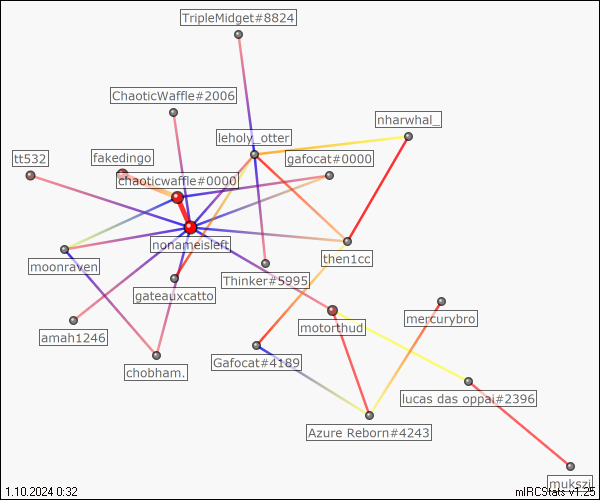 TripleMidget#8824
ChaoticWaffle#2006
nharwhal_
leholy_otter
tt532
fakedingo
gafocat#0000
chaoticwaffle#0000
nonameisleft
moonraven
then1cc
Thinker#5995
gateauxcatto
mercurybro
motorthud
amah1246
Gafocat#4189
chobham.
lucas das oppai#2396
Azure Reborn#4243
mukszi
1.10.2024 0:32
mIRCStats v1.25